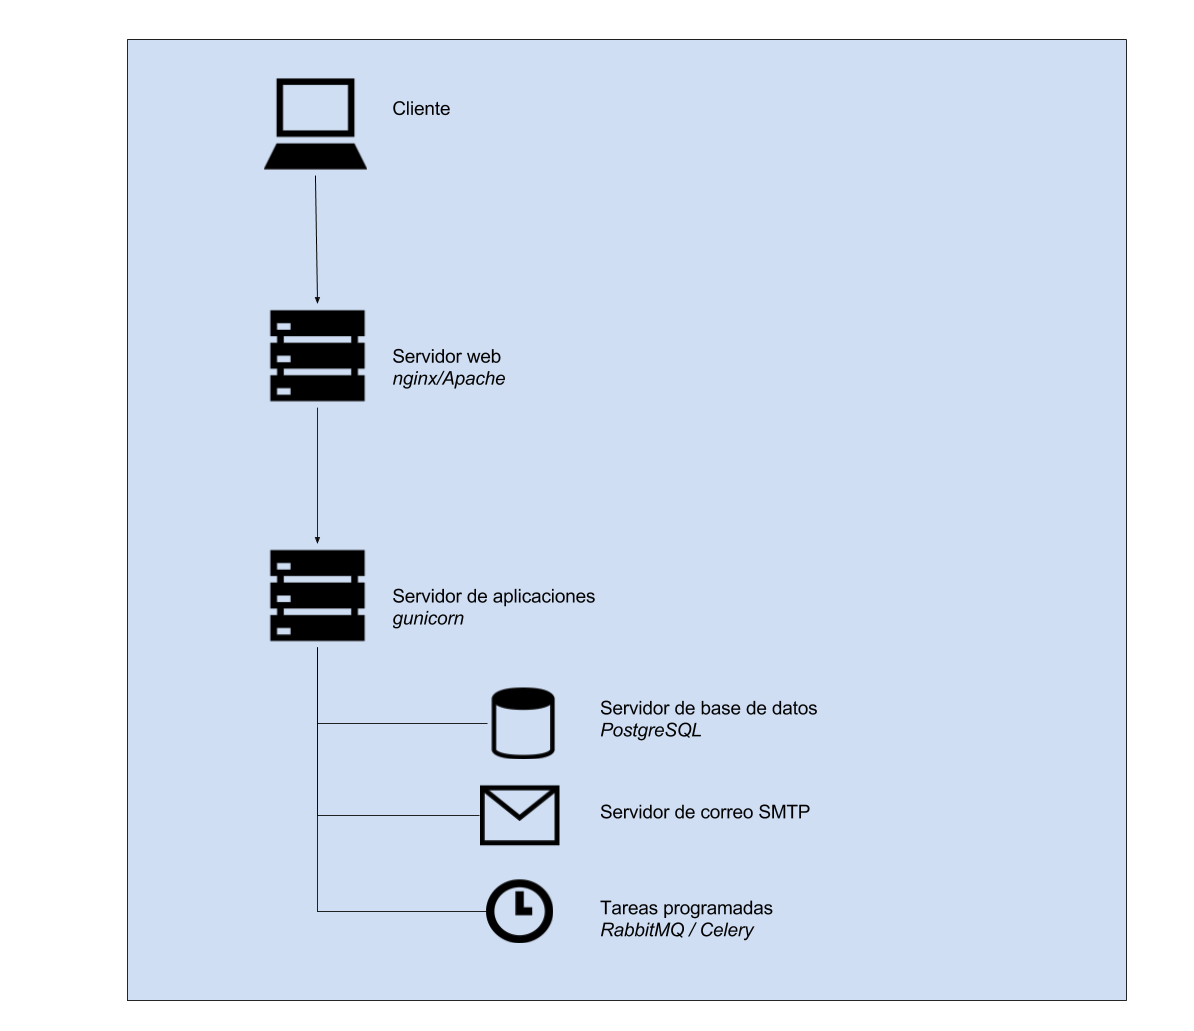 Cliente
Servidor web
nginx/Apache
Servidor de aplicaciones
gunicorn
Servidor de base de datos
PostgreSQL
Servidor de correo SMTP
Tareas programadas
RabbitMQ / Celery